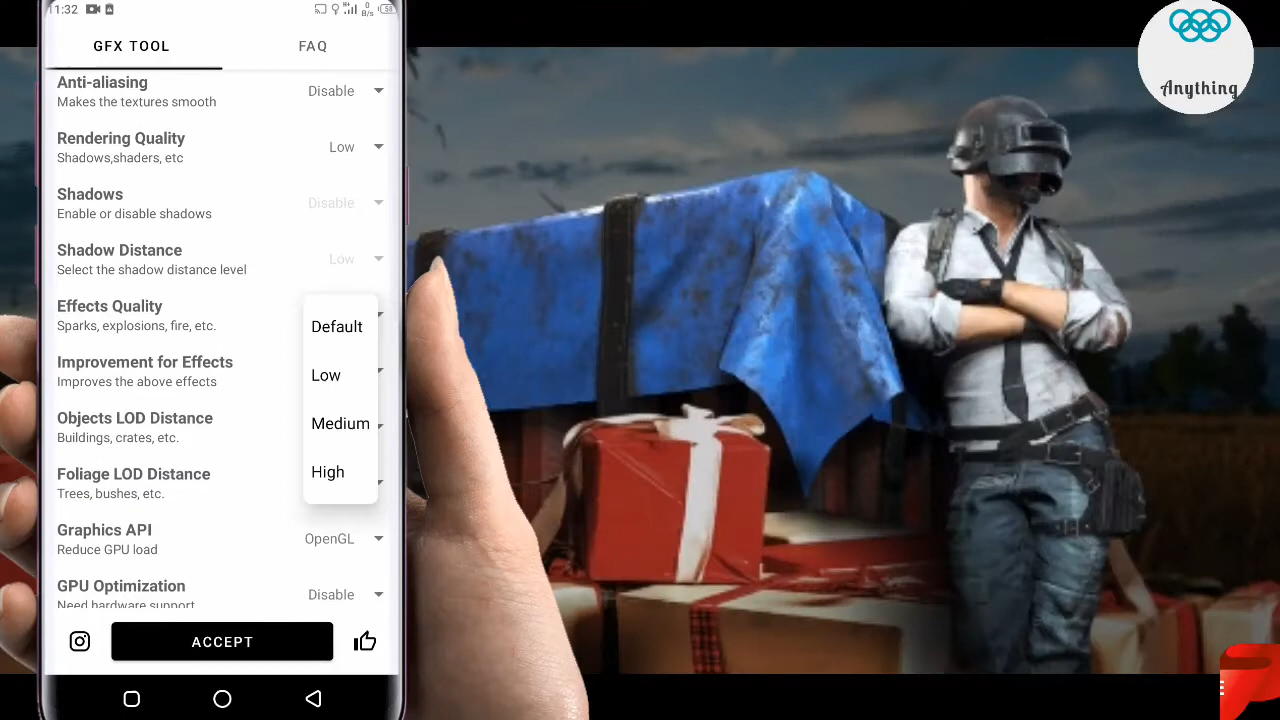 11:32
0
B/s
58
GFX TOOL
FAQ
Anti-aliasing
Makes the textures smooth
Disable
Rendering Quality
Shadows,shaders, etc
Low
Shadows
Enable or disable shadows
Disable
Shadow Distance
Select the shadow distance level
Low
Effects Quality
Sparks, explosions, fire, etc.
Improvement for Effects
Improves the above effects
Objects LOD Distance
Buildings, crates, etc.
Foliage LOD Distance
Trees, bushes, etc.
Default
Low
Medium
High
Graphics API
Reduce GPU load
OpenGL
GPU Optimization
Need hardware support
Disable
ACCEPT
Anything